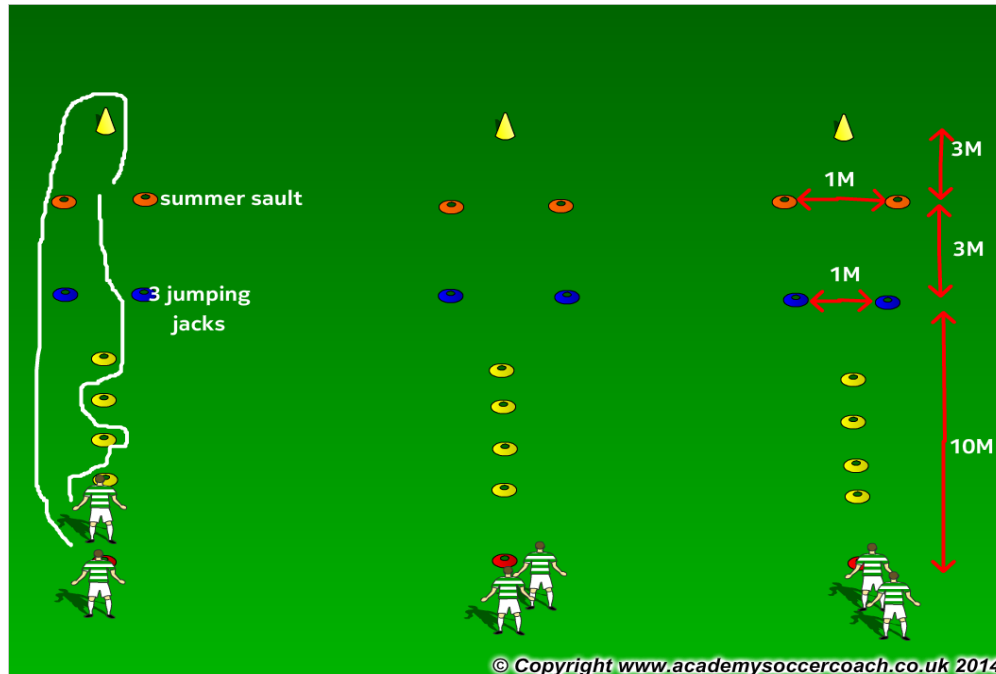 3M
1M
summer sault
3M
1M
3 jumping
jacks
10M
© Copyright www.academysoccercoach.co.uk 2014